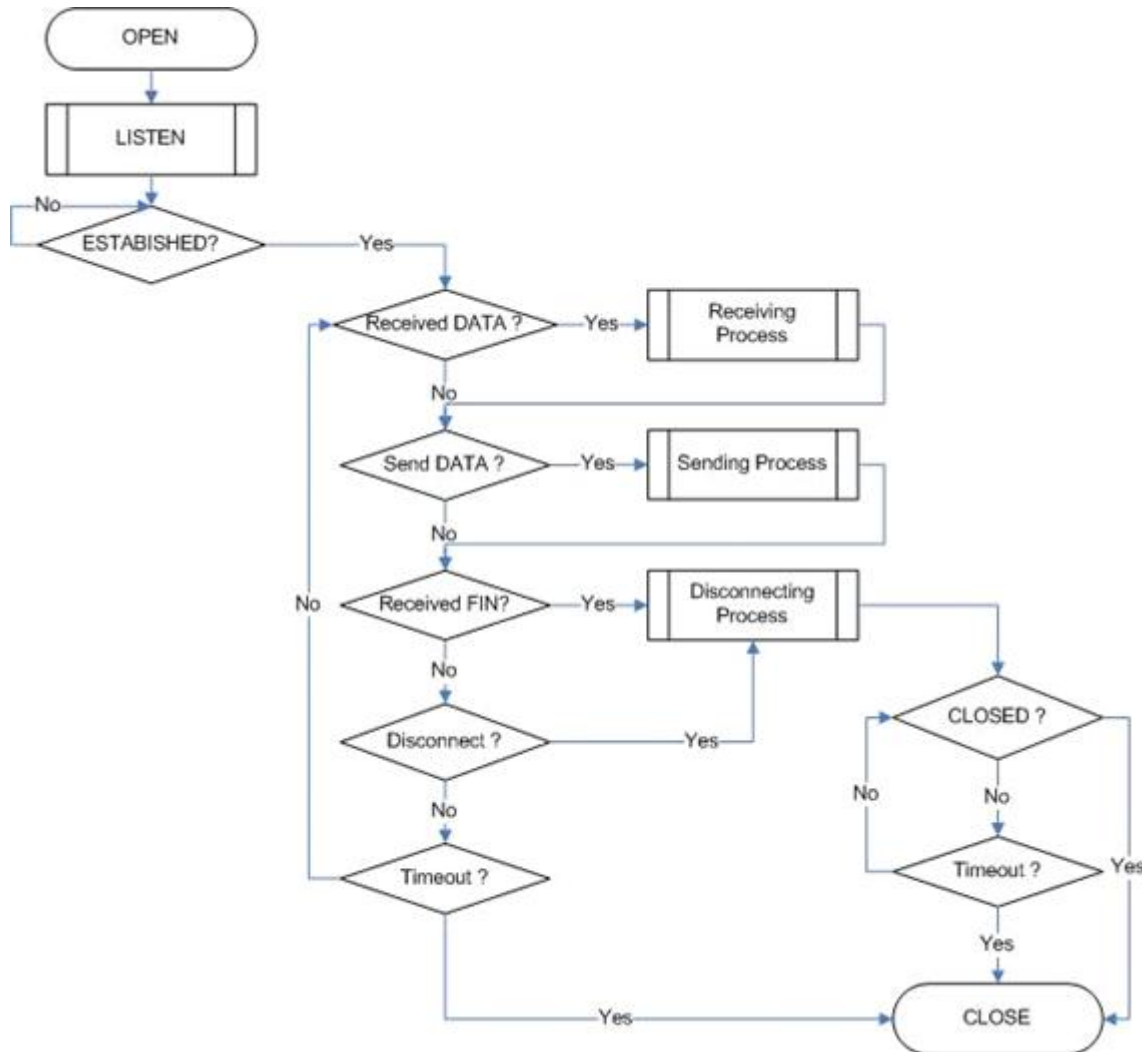 OPEN
LISTEN
No
ESTABISHED?
Yes
Received DATA ?
Yes
Receiving
Process
No
Send DATA ?
Yes
Sending Process
No
Received FIN?
Yes
Disconnecting
Process
No
No
Disconnect ?
Yes
CLOSED ?
No
No
No
Timeout ?
Timeout ?
Yes
Yes
Yes
CLOSE